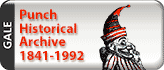 GALE
Punch
Historical
Archive
1841-1992